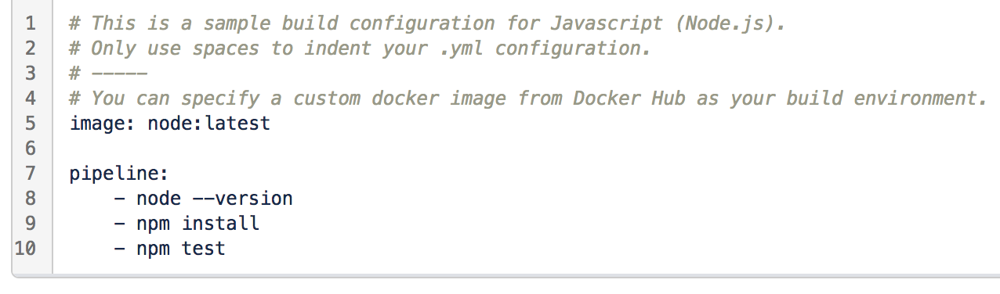 1 # This is a sample build configuration for Javascript (Node.js).
2 # Only use spaces to indent your .yml configuration.
3 # -----
4 # You can specify a custom docker image from Docker Hub as your build environment.
5 image: node:latest
6
7 pipeline:
8     - node --version
9     - npm install
10     - npm test